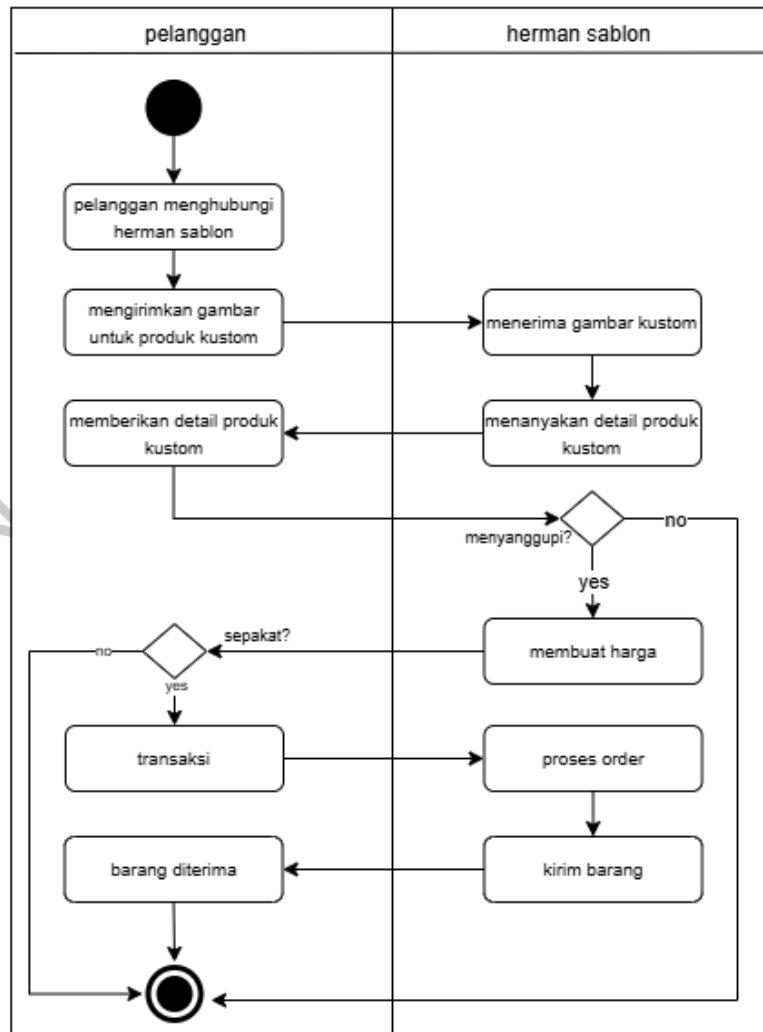 pelanggan
herman sablon
pelanggan menghubungi
herman sablon
mengirimkan gambar
untuk produk kustom
menerima gambar kustom
memberikan detail produk
kustom
menanyakan detail produk
kustom
menyanggupi?
no
yes
sepakat?
no
yes
membuat harga
transaksi
proses order
barang diterima
kirim barang